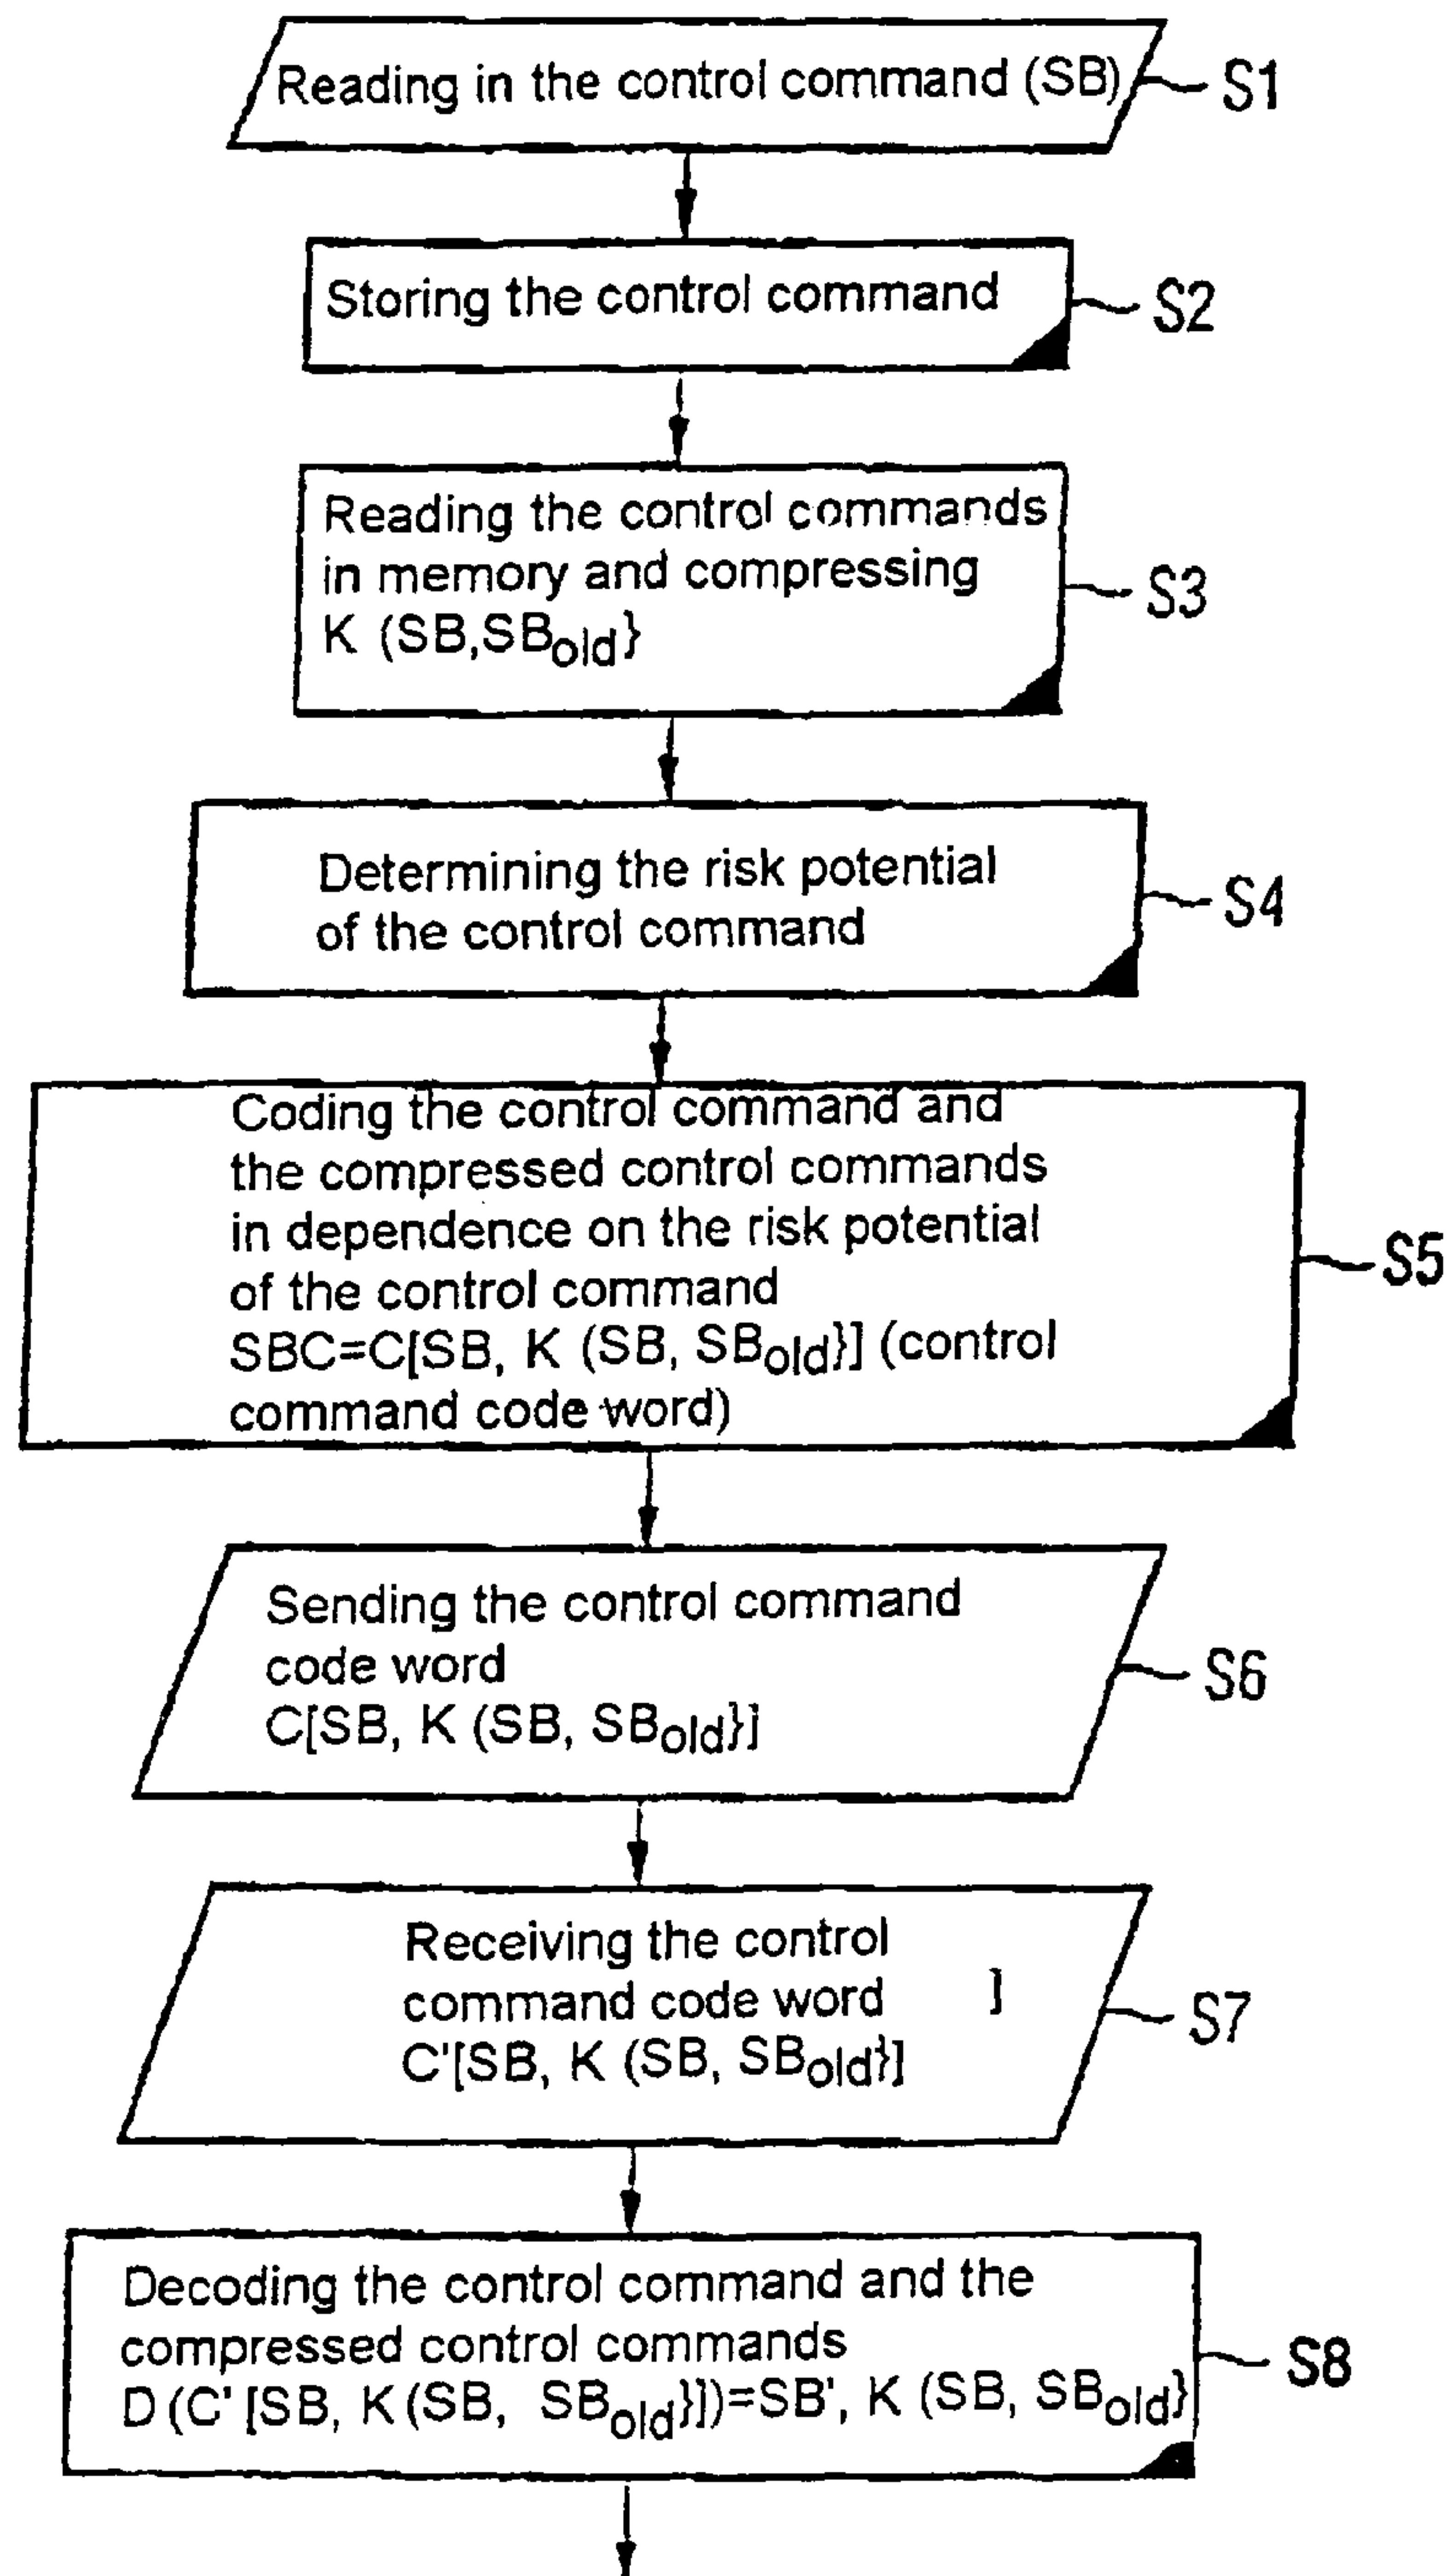 Reading in the control command (SB) S1
Storing the control command S2
Reading the control commands
in memory and compressing S3
K (SB,SBold}
Determining the risk potential S4
of the control command
Coding the control command and
the compressed control commands
in dependence on the risk potential S5
of the control command
SBC=C[SB, K (SB, SBold}] (control
command code word)
Sending the control command
code word S6
C[SB, K (SB, SBold}]
Receiving the control
command code word ] S7
C'[SB, K (SB, SBold}]
Decoding the control command and the
compressed control commands S8
D (C' [SB, K (SB, SBold}])=SB', K (SB, SBold}